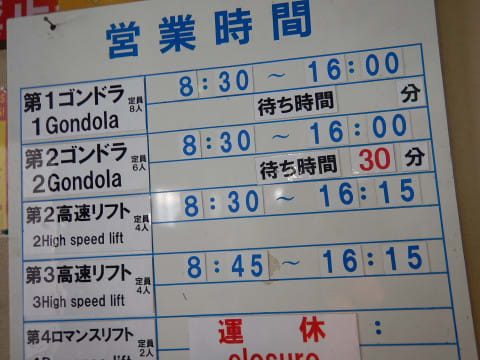 営業時間
第1ゴンドラ 定員8人 8:30 ~ 16:00
1Gondola 待ち時間 分
第2ゴンドラ 定員6人 8:30 ~ 16:00
2Gondola 待ち時間 30 分
第2高速リフト 定員4人 8:30 ~ 16:15
2High speed lift
第3高速リフト 定員4人 8:45 ~ 16:15
3High speed lift
第4ロマンスリフト 定員2人 運休 :
closure